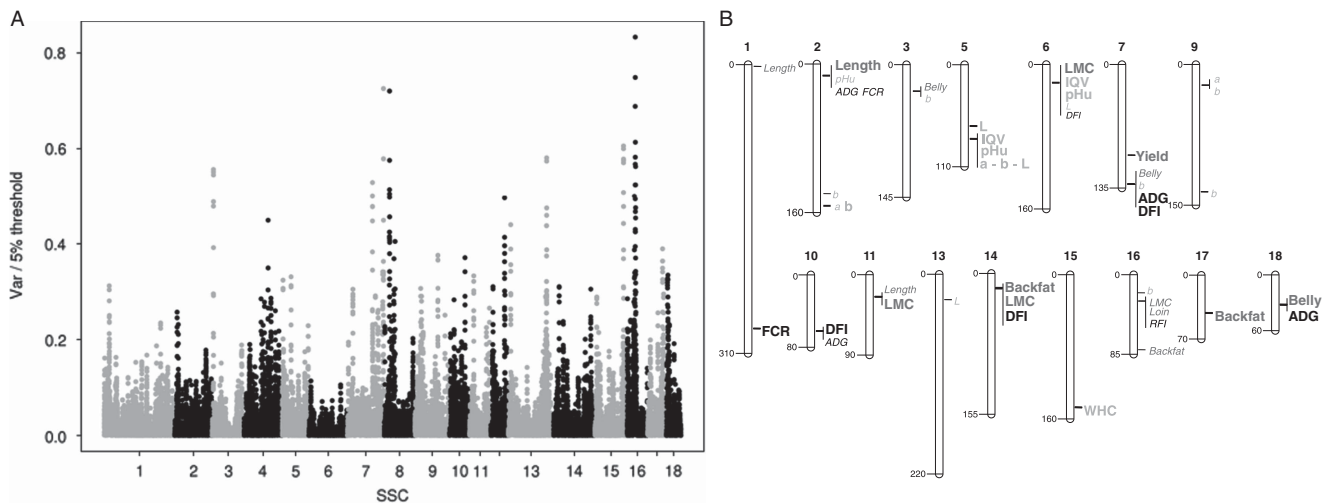 A
Var / 5% threshold
0.8
0.6
0.4
0.2
0.0
1 2 3 4 5 6 7 8 9 10 11 13 14 15 16 18
SSC
B
1
0
Length
FCR
310
2
0
Length
pHu
ADG FCR
b
a b
160
3
0
Belly
b
145
5
0
L
IQV
pHu
a - b - L
110
6
0
LMC
IQV
pHu
L
DFI
160
7
0
Yield
Belly
b
ADG
DFI
135
9
0
a
b
b
150
10
0
DFI
ADG
80
11
0
Length
LMC
90
13
0
L
220
14
0
Backfat
LMC
DFI
155
15
0
WHC
160
16
0
b
LMC
Loin
RFI
Backfat
85
17
0
Backfat
70
18
0
Belly
ADG
60